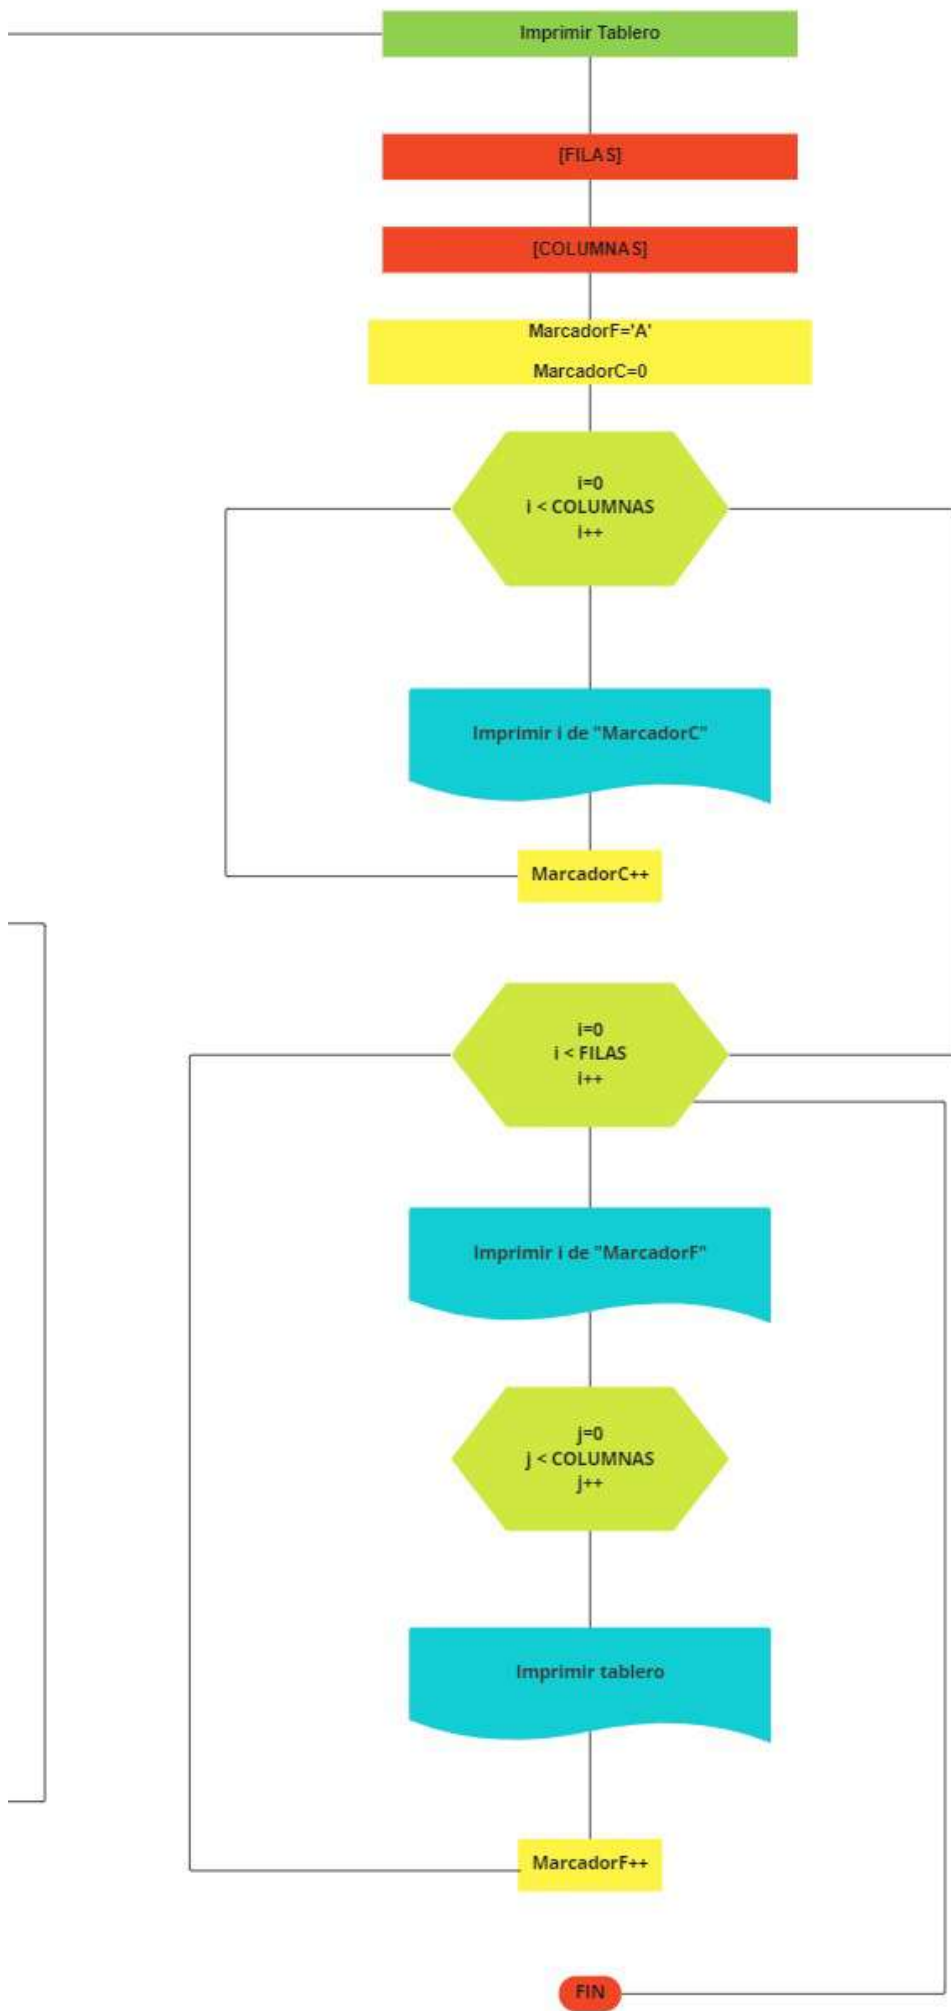 Imprimir Tablero
[FILAS]
[COLUMNAS]
MarcadorF='A'
MarcadorC=0
i=0
i < COLUMNAS
i++
Imprimir i de "MarcadorC"
MarcadorC++
i=0
i < FILAS
i++
Imprimir i de "MarcadorF"
j=0
j < COLUMNAS
j++
Imprimir tablero
MarcadorF++
FIN